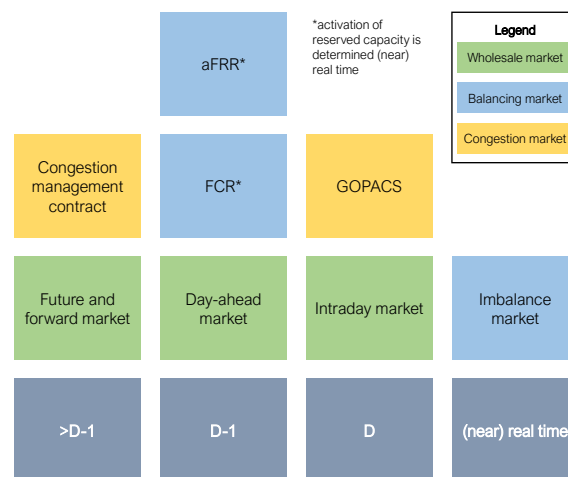 aFRR*
*activation of
reserved capacity is
determined (near)
real time
Legend
Wholesale market
Balancing market
Congestion market
Congestion
management
contract
FCR*
GOPACS
Future and
forward market
Day-ahead
market
Intraday market
Imbalance
market
>D-1
D-1
D
(near) real time